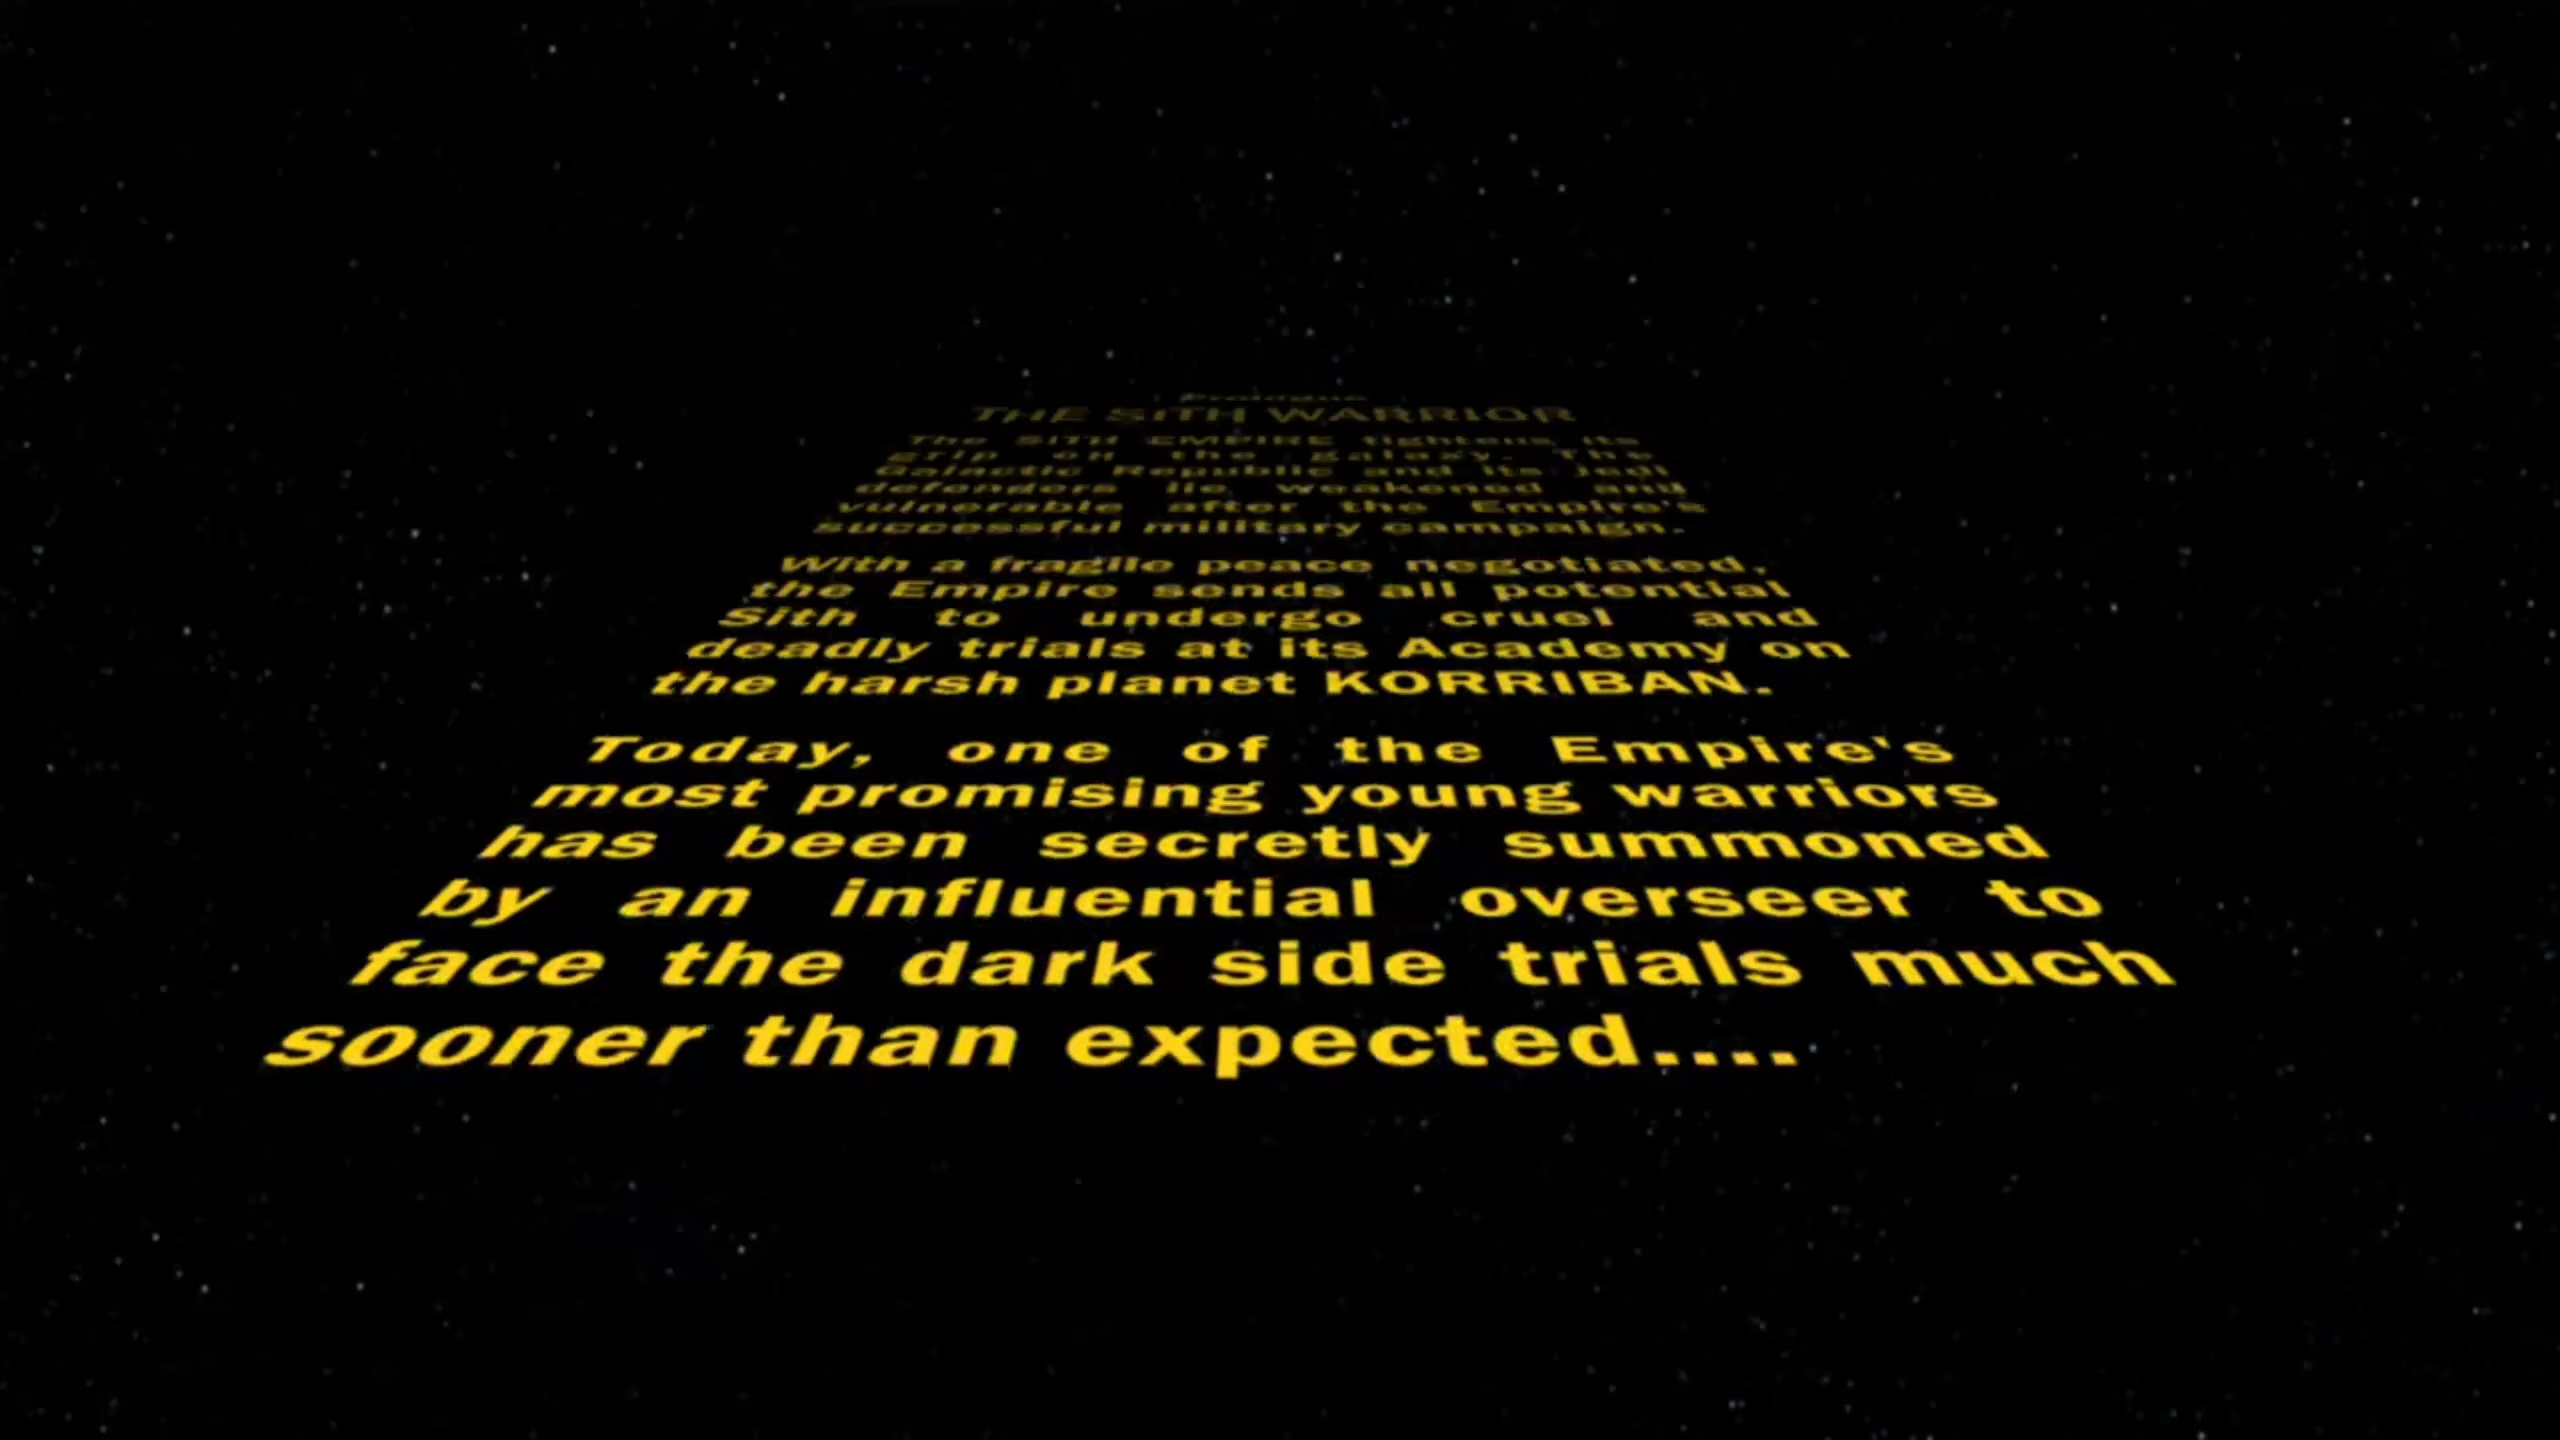 Prologue
THE SITH WARRIOR
The SITH EMPIRE tightens its
grip on the galaxy. The
Galactic Republic and its Jedi
defenders lie weakened and
vulnerable after the Empire's
successful military campaign.
With a fragile peace negotiated,
the Empire sends all potential
Sith to undergo cruel and
deadly trials at its Academy on
the harsh planet KORRIBAN.
Today, one of the Empire's
most promising young warriors
has been secretly summoned
by an influential overseer to
face the dark side trials much
sooner than expected....